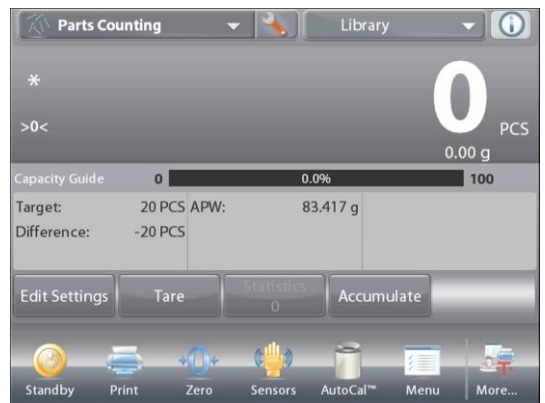 Parts Counting Library
*
0
>0< PCS
0.00 g
Capacity Guide 0 0.0% 100
Target: 20 PCS APW: 83.417 g
Difference: -20 PCS
Edit Settings Tare Statistics 0 Accumulate
Standby Print Zero Sensors AutoCal™ Menu More...